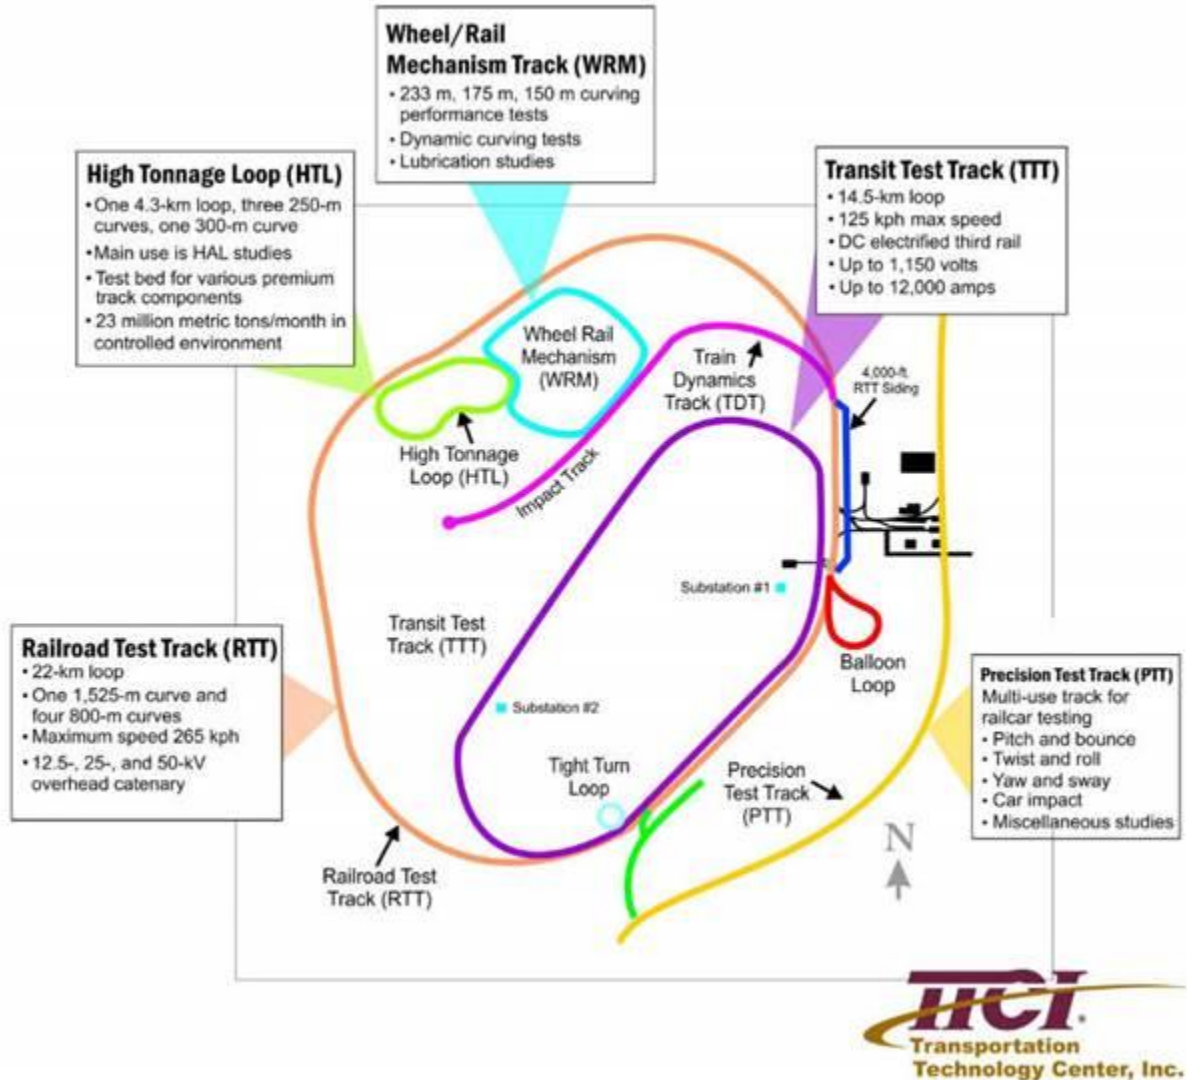 Wheel/Rail
Mechanism Track (WRM)
• 233 m, 175 m, 150 m curving
performance tests
• Dynamic curving tests
• Lubrication studies
High Tonnage Loop (HTL)
• One 4.3-km loop, three 250-m
curves, one 300-m curve
• Main use is HAL studies
• Test bed for various premium
track components
• 23 million metric tons/month in
controlled environment
Transit Test Track (TTT)
• 14.5-km loop
• 125 kph max speed
• DC electrified third rail
• Up to 1,150 volts
• Up to 12,000 amps
Wheel Rail
Mechanism
(WRM)
Train
Dynamics
Track (TDT)
4,000-ft.
RTT Siding
High Tonnage
Loop (HTL)
Impact Track
Substation #1
Transit Test
Track (TTT)
Balloon
Loop
Railroad Test Track (RTT)
• 22-km loop
• One 1,525-m curve and
four 800-m curves
• Maximum speed 265 kph
• 12.5-, 25-, and 50-kV
overhead catenary
Substation #2
Precision Test Track (PTT)
Multi-use track for
railcar testing
• Pitch and bounce
• Twist and roll
• Yaw and sway
• Car impact
• Miscellaneous studies
Tight Turn
Loop
Precision
Test Track
(PTT)
N
Railroad Test
Track (RTT)
TTCI
Transportation
Technology Center, Inc.